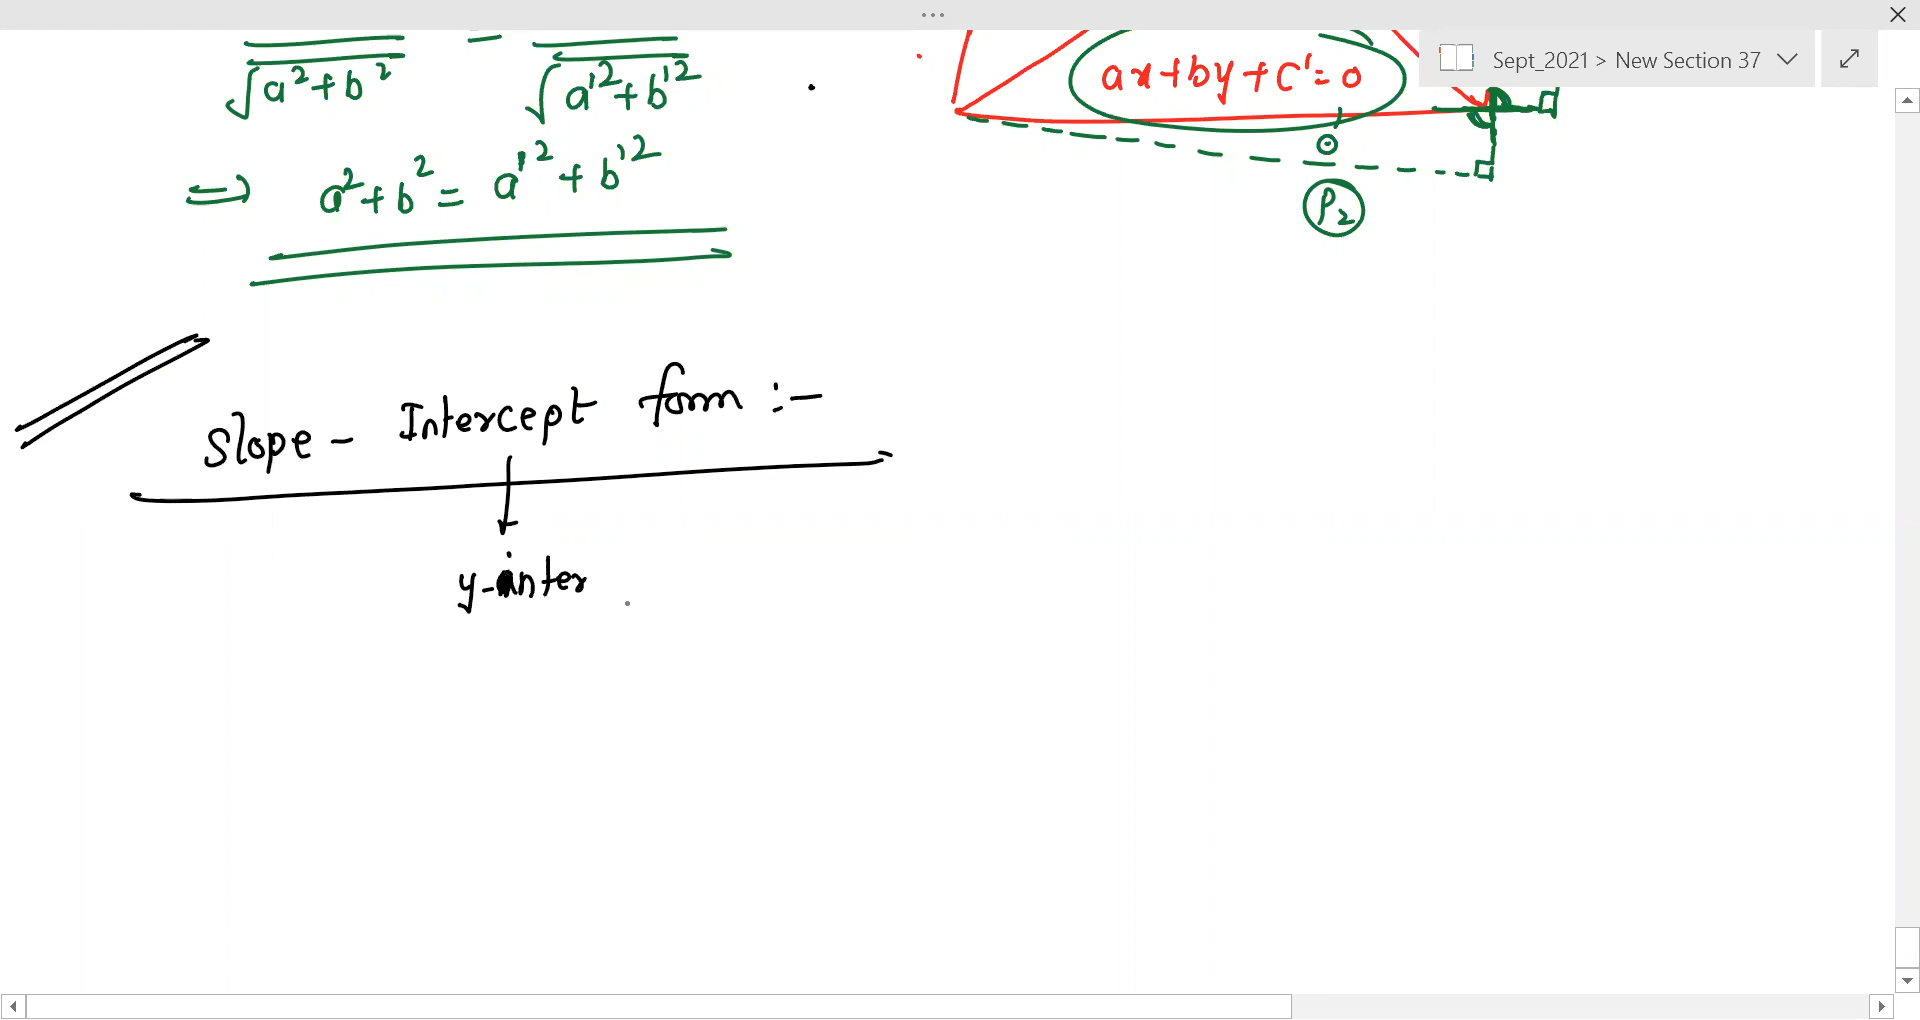 Sept_2021 > New Section 37
√a²+b² = √a'²+b'²
ax+by+c'=0
⇒ a²+b² = a'²+b'²
P₂
Slope - Intercept form :-
y-inter